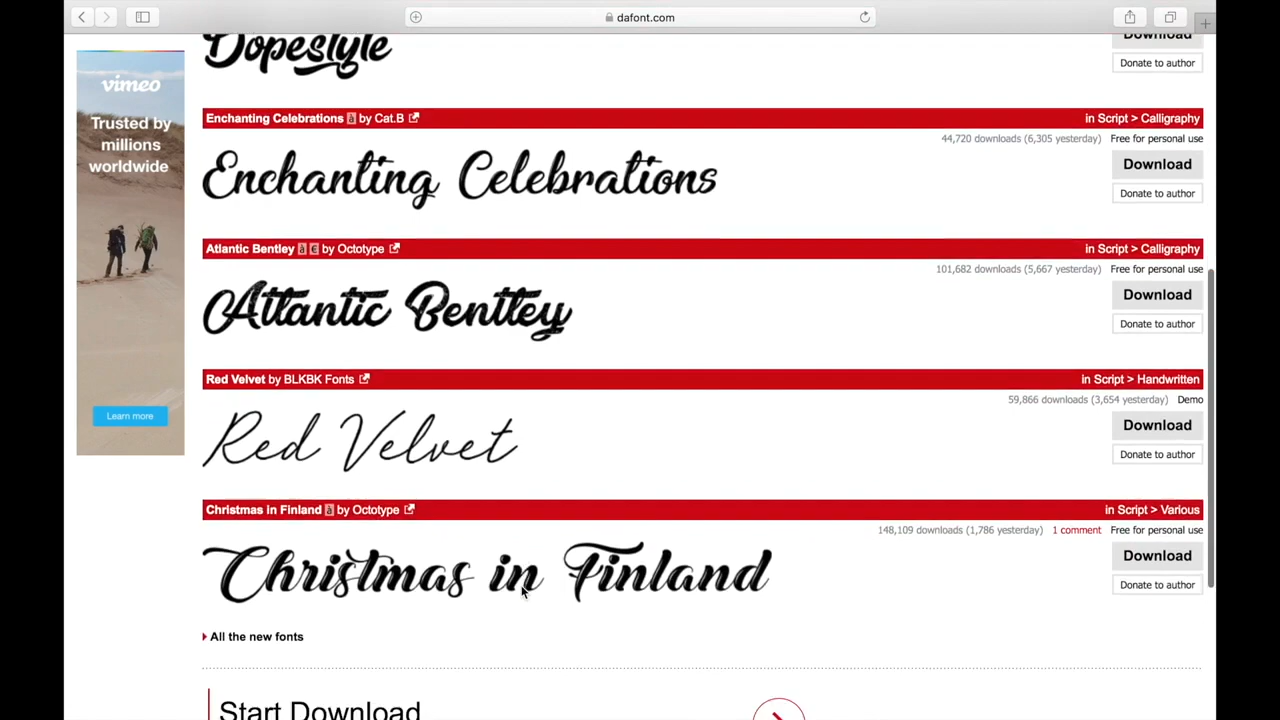 dafont.com
Dopestyle
Download
Donate to author
vimeo
Trusted by
millions
worldwide
Learn more
Enchanting Celebrations à by Cat.B in Script > Calligraphy
44,720 downloads (6,305 yesterday) Free for personal use
Enchanting Celebrations
Download
Donate to author
Atlantic Bentley à € by Octotype in Script > Calligraphy
101,682 downloads (5,667 yesterday) Free for personal use
Atlantic Bentley
Download
Donate to author
Red Velvet by BLKBK Fonts in Script > Handwritten
59,866 downloads (3,654 yesterday) Demo
Red Velvet
Download
Donate to author
Christmas in Finland à by Octotype in Script > Various
148,109 downloads (1,786 yesterday) 1 comment Free for personal use
Christmas in Finland
Download
Donate to author
All the new fonts
Start Download